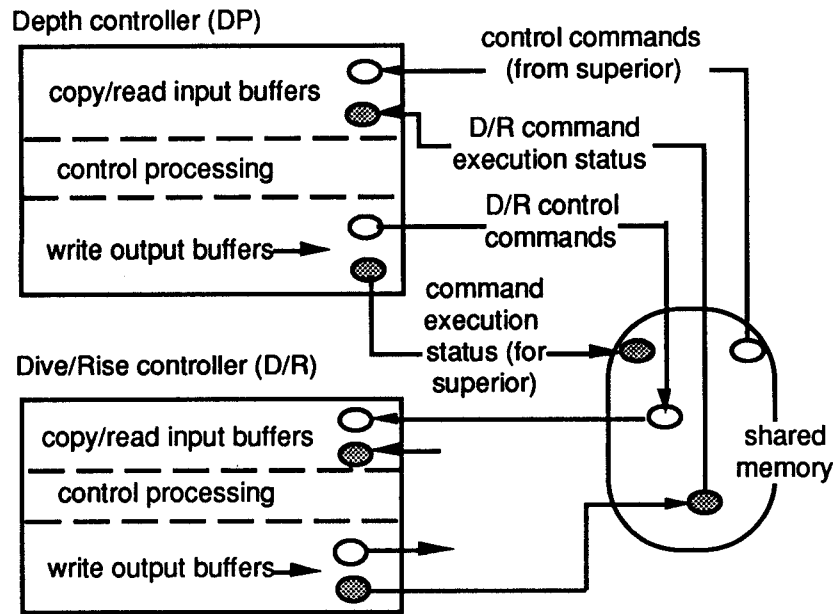 Depth controller (DP)
copy/read input buffers
control processing
write output buffers
control commands
(from superior)
D/R command
execution status
D/R control
commands
command
execution
status (for
superior)
Dive/Rise controller (D/R)
copy/read input buffers
control processing
write output buffers
shared
memory